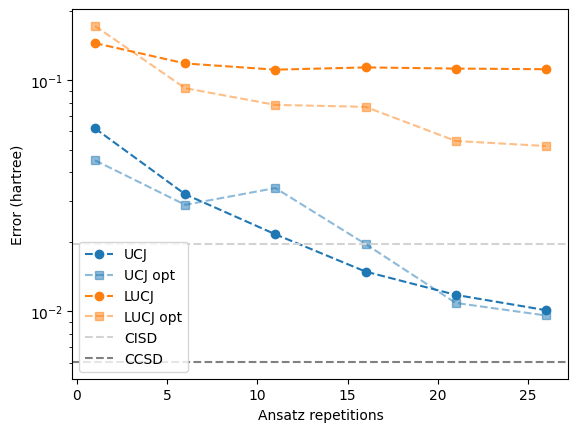 Error (hartree)
10⁻¹
10⁻²
UCJ
UCJ opt
LUCJ
LUCJ opt
CISD
CCSD
0 5 10 15 20 25
Ansatz repetitions